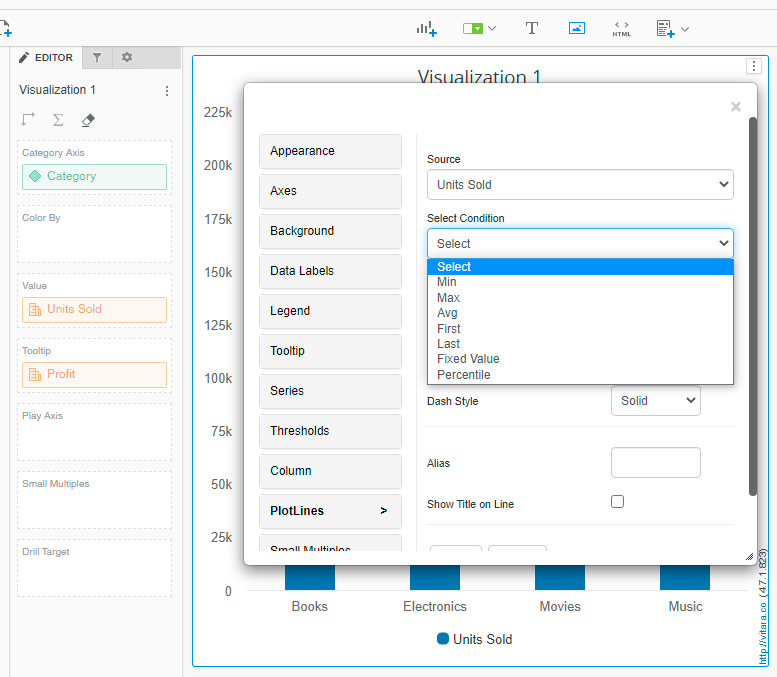 HTML
EDITOR
Visualization 1
Category Axis
Category
Color By
Value
Units Sold
Tooltip
Profit
Play Axis
Small Multiples
Drill Target
Visualization 1
225k
200k
175k
150k
125k
100k
75k
50k
25k
0
Appearance
Axes
Background
Data Labels
Legend
Tooltip
Series
Thresholds
Column
PlotLines >
Small Multiples
×
Source
Units Sold
Select Condition
Select
Select
Min
Max
Avg
First
Last
Fixed Value
Percentile
Dash Style
Solid
Alias
Show Title on Line
Books
Electronics
Movies
Music
Units Sold
http://vitara.co (4.7.1.823)